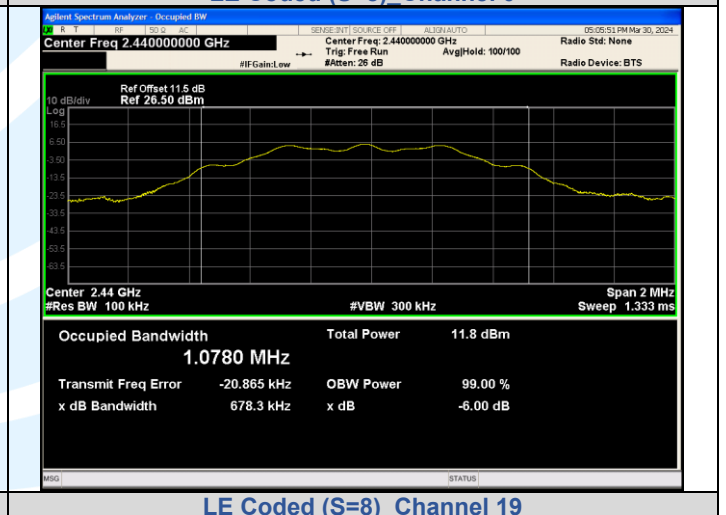 Agilent Spectrum Analyzer - Occupied BW
R T RF 50 Ω AC SENSE:INT SOURCE OFF ALIGN AUTO 05:05:51 PM Mar 30, 2024
Center Freq 2.440000000 GHz Center Freq: 2.440000000 GHz Radio Std: None
Trig: Free Run Avg|Hold: 100/100
#IFGain:Low #Atten: 26 dB Radio Device: BTS
Ref Offset 11.5 dB
10 dB/div Ref 26.50 dBm
Log
16.5
6.50
-3.50
-13.5
-23.5
-33.5
-43.5
-53.5
-63.5
Center 2.44 GHz Span 2 MHz
#Res BW 100 kHz #VBW 300 kHz Sweep 1.333 ms
Occupied Bandwidth Total Power 11.8 dBm
1.0780 MHz
Transmit Freq Error -20.865 kHz OBW Power 99.00 %
x dB Bandwidth 678.3 kHz x dB -6.00 dB
MSG STATUS
LE Coded (S=8)_Channel 19